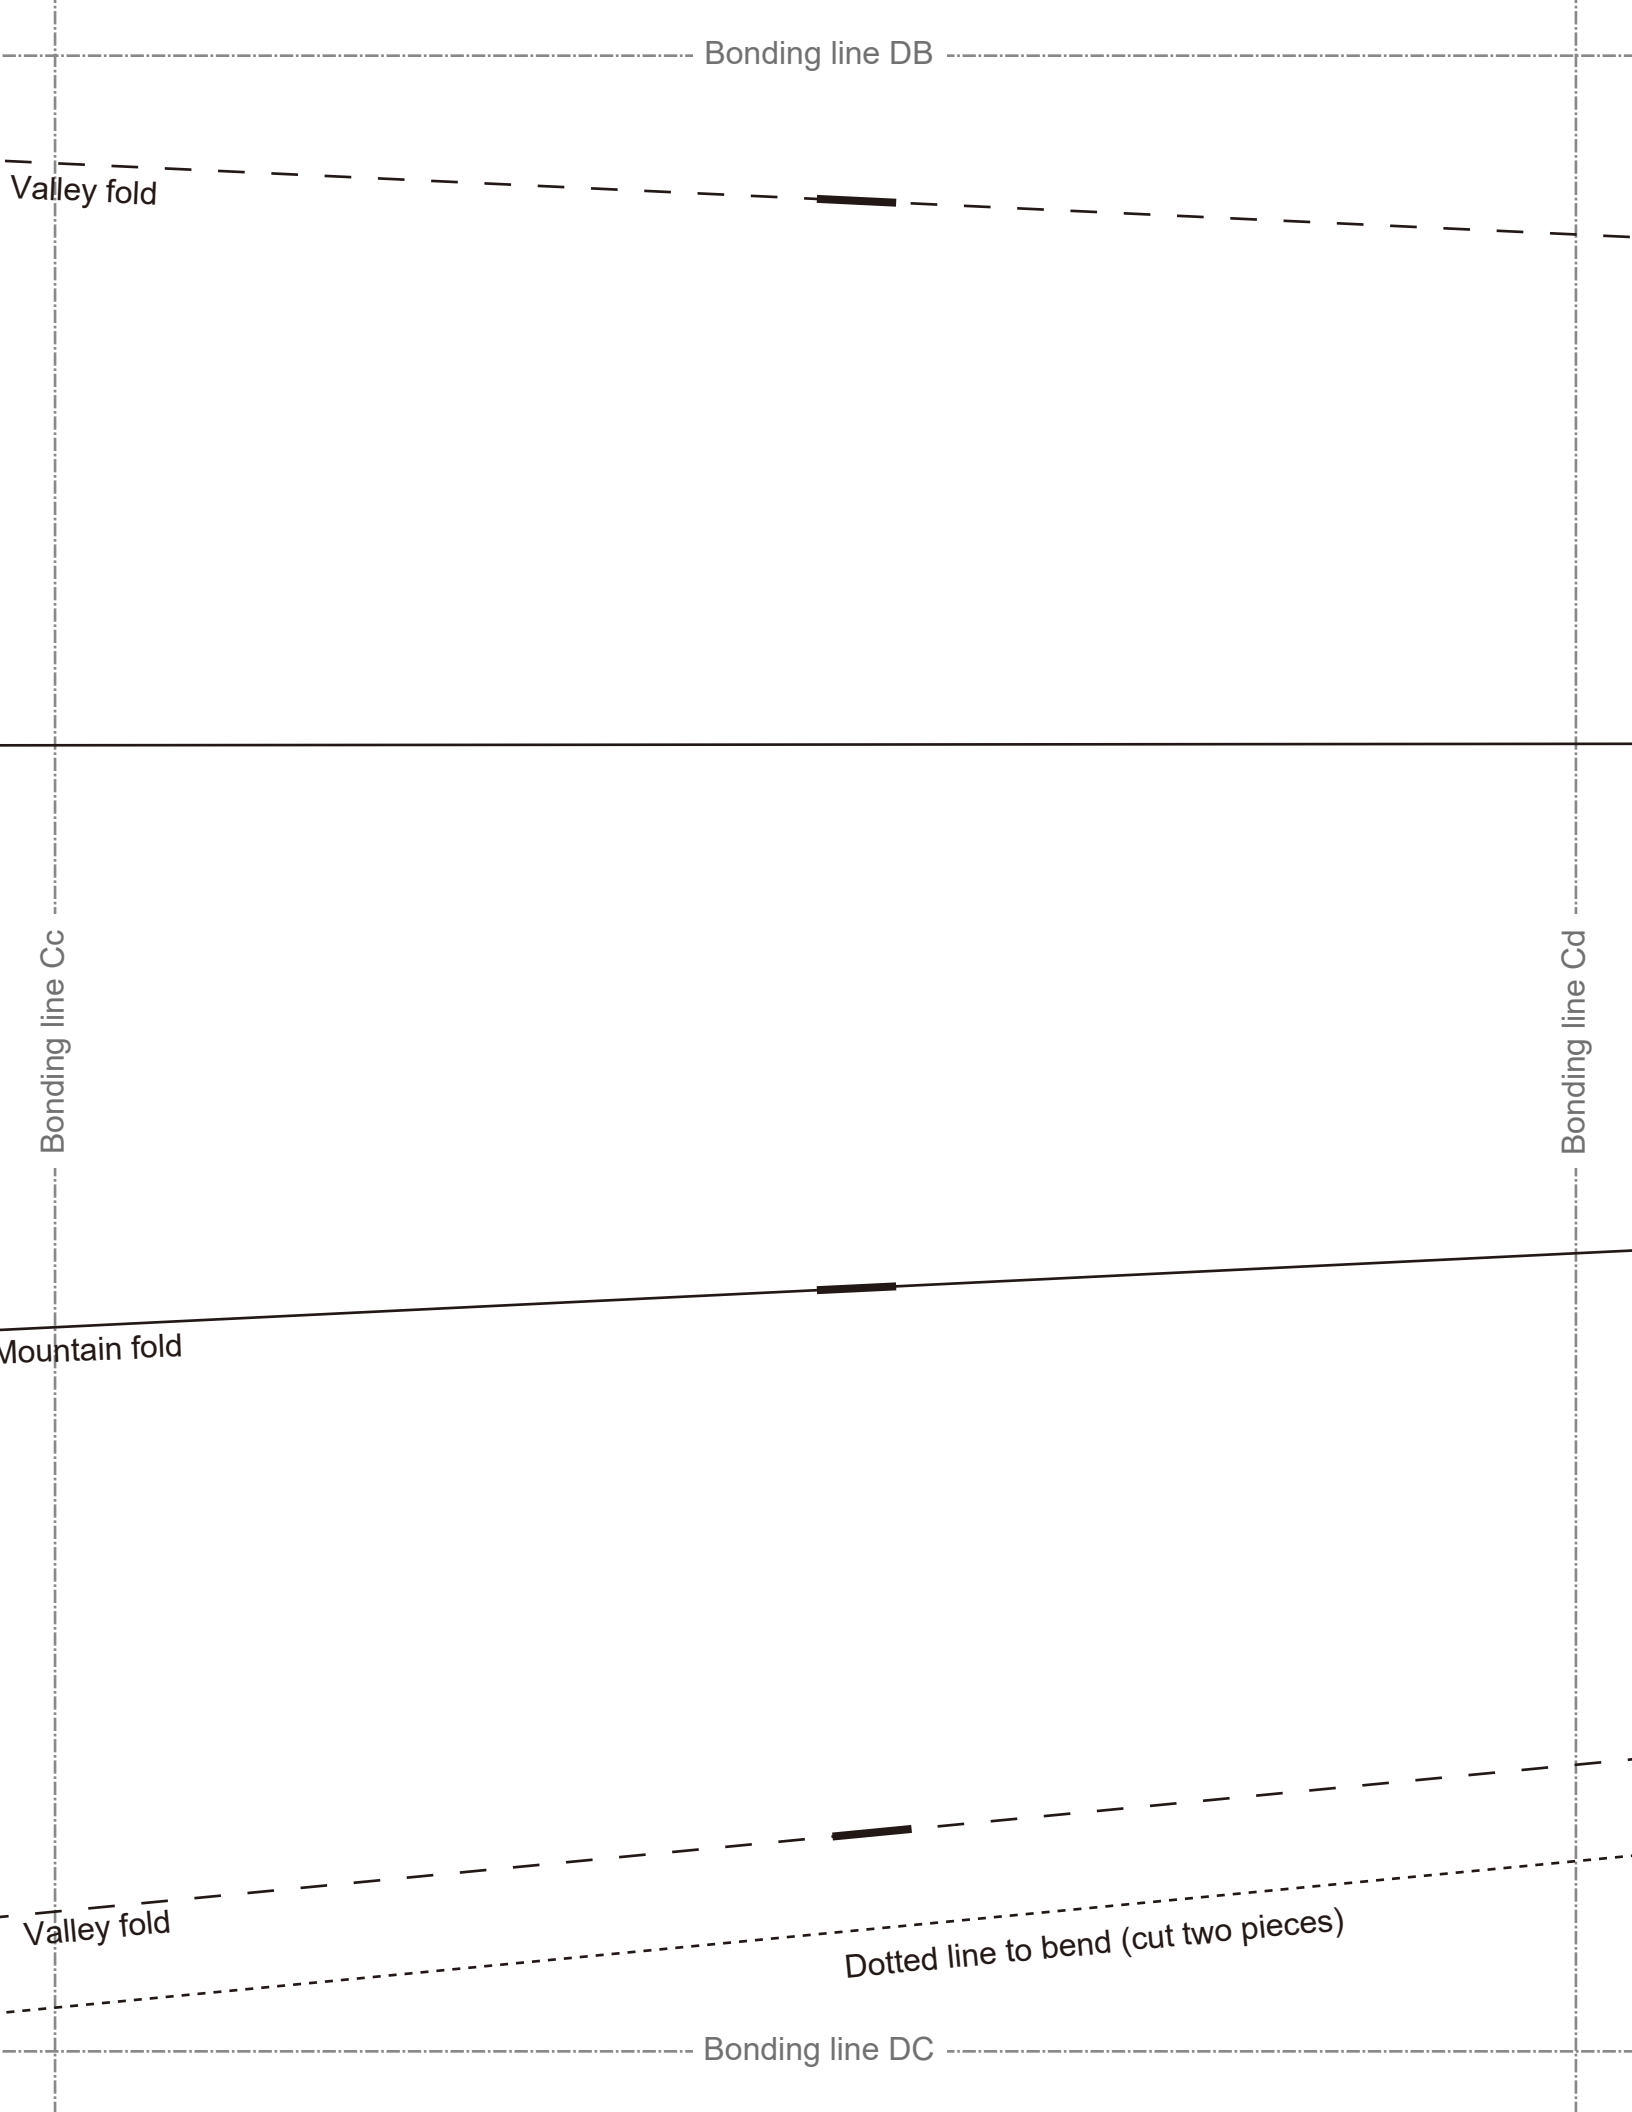 Bonding line DB
Valley fold
Bonding line Cc
Bonding line Cd
Mountain fold
Valley fold
Dotted line to bend (cut two pieces)
Bonding line DC